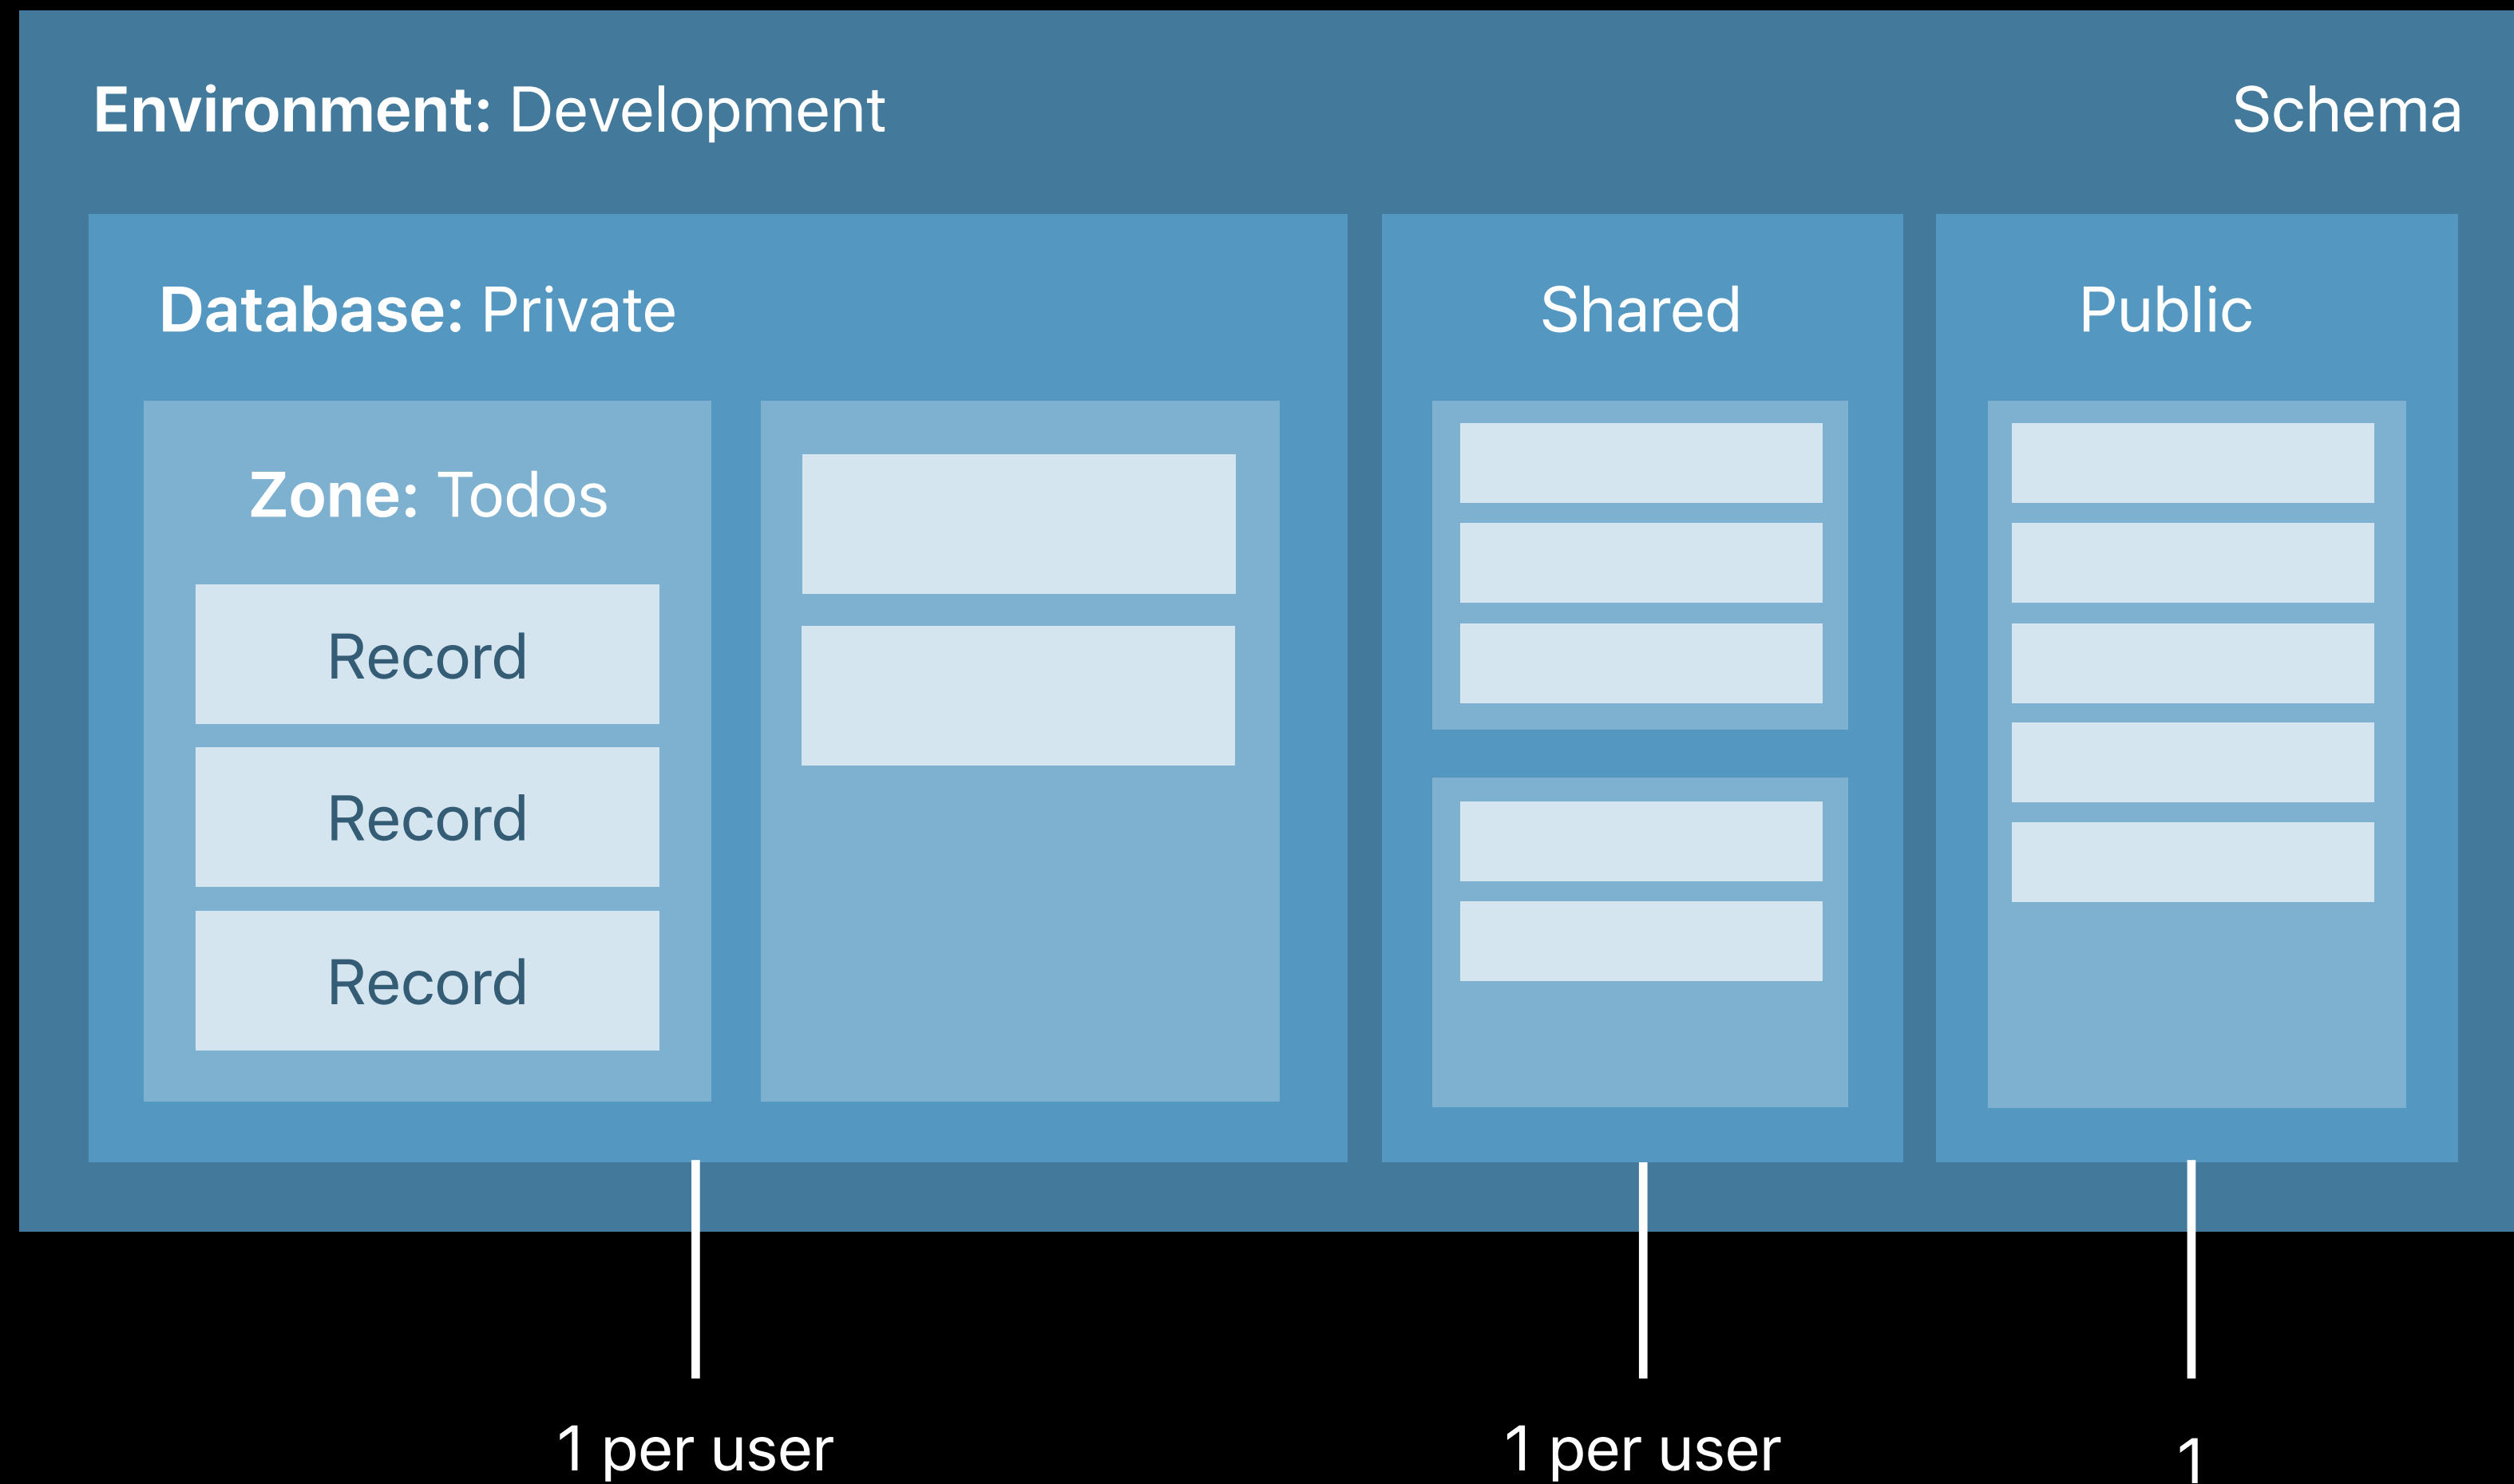 Environment: Development
Schema
Database: Private
Shared
Public
Zone: Todos
Record
Record
Record
1 per user
1 per user
1